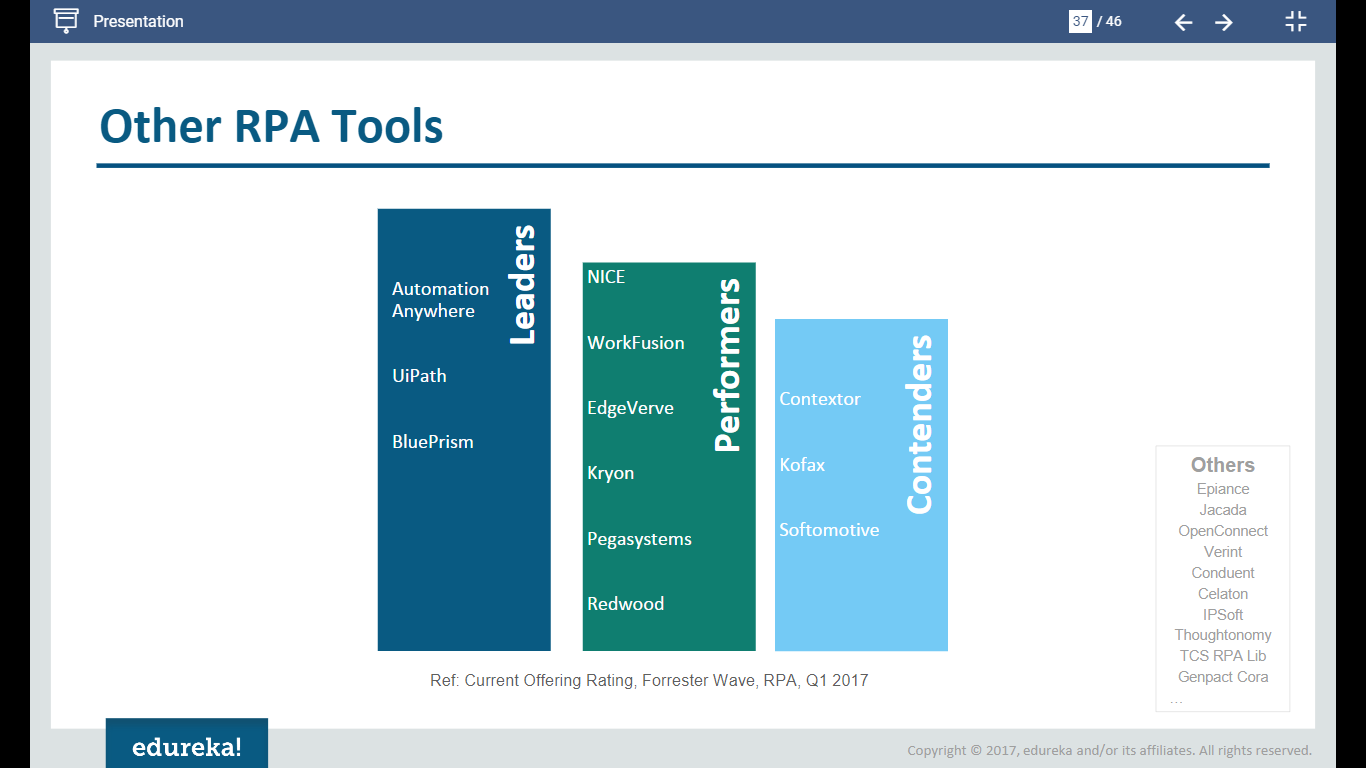 Presentation
37 / 46
Other RPA Tools
Leaders
Automation
Anywhere
UiPath
BluePrism
Performers
NICE
WorkFusion
EdgeVerve
Kryon
Pegasystems
Redwood
Contenders
Contextor
Kofax
Softomotive
Others
Epiance
Jacada
OpenConnect
Verint
Conduent
Celaton
IPSoft
Thoughtonomy
TCS RPA Lib
Genpact Cora
...
Ref: Current Offering Rating, Forrester Wave, RPA, Q1 2017
edureka!
Copyright © 2017, edureka and/or its affiliates. All rights reserved.